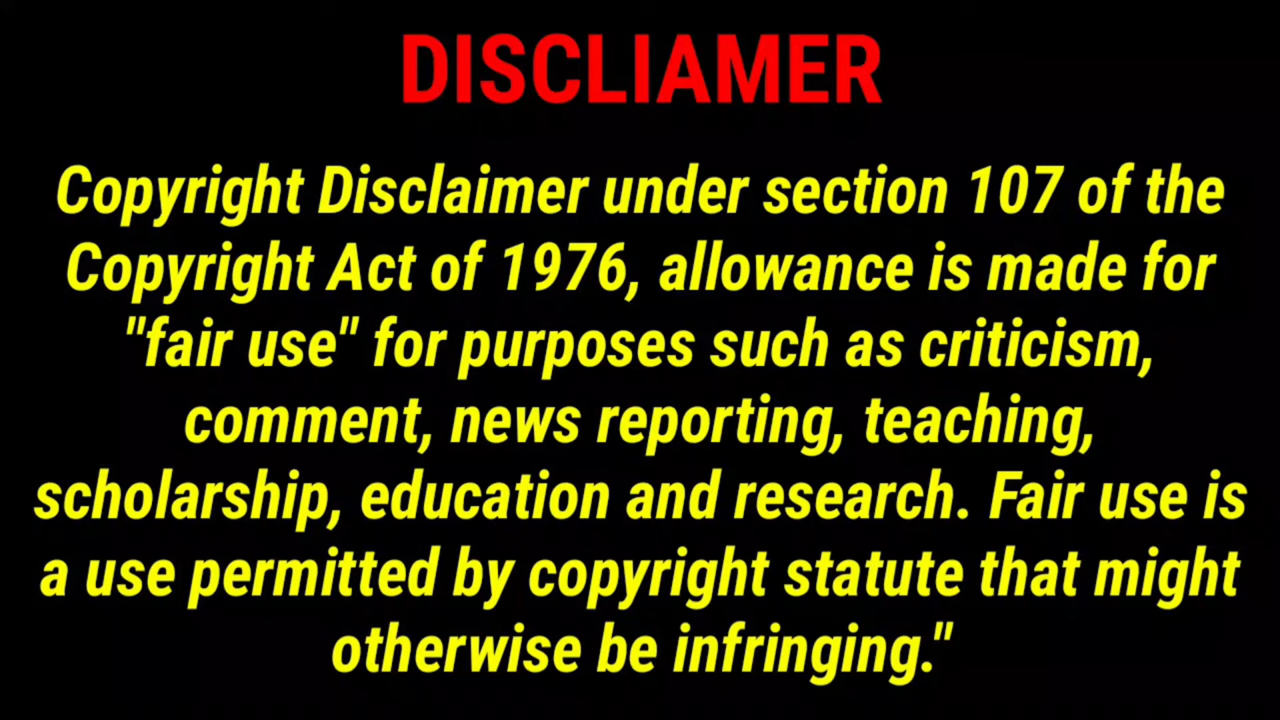 DISCLIAMER
Copyright Disclaimer under section 107 of the
Copyright Act of 1976, allowance is made for
"fair use" for purposes such as criticism,
comment, news reporting, teaching,
scholarship, education and research. Fair use is
a use permitted by copyright statute that might
otherwise be infringing."